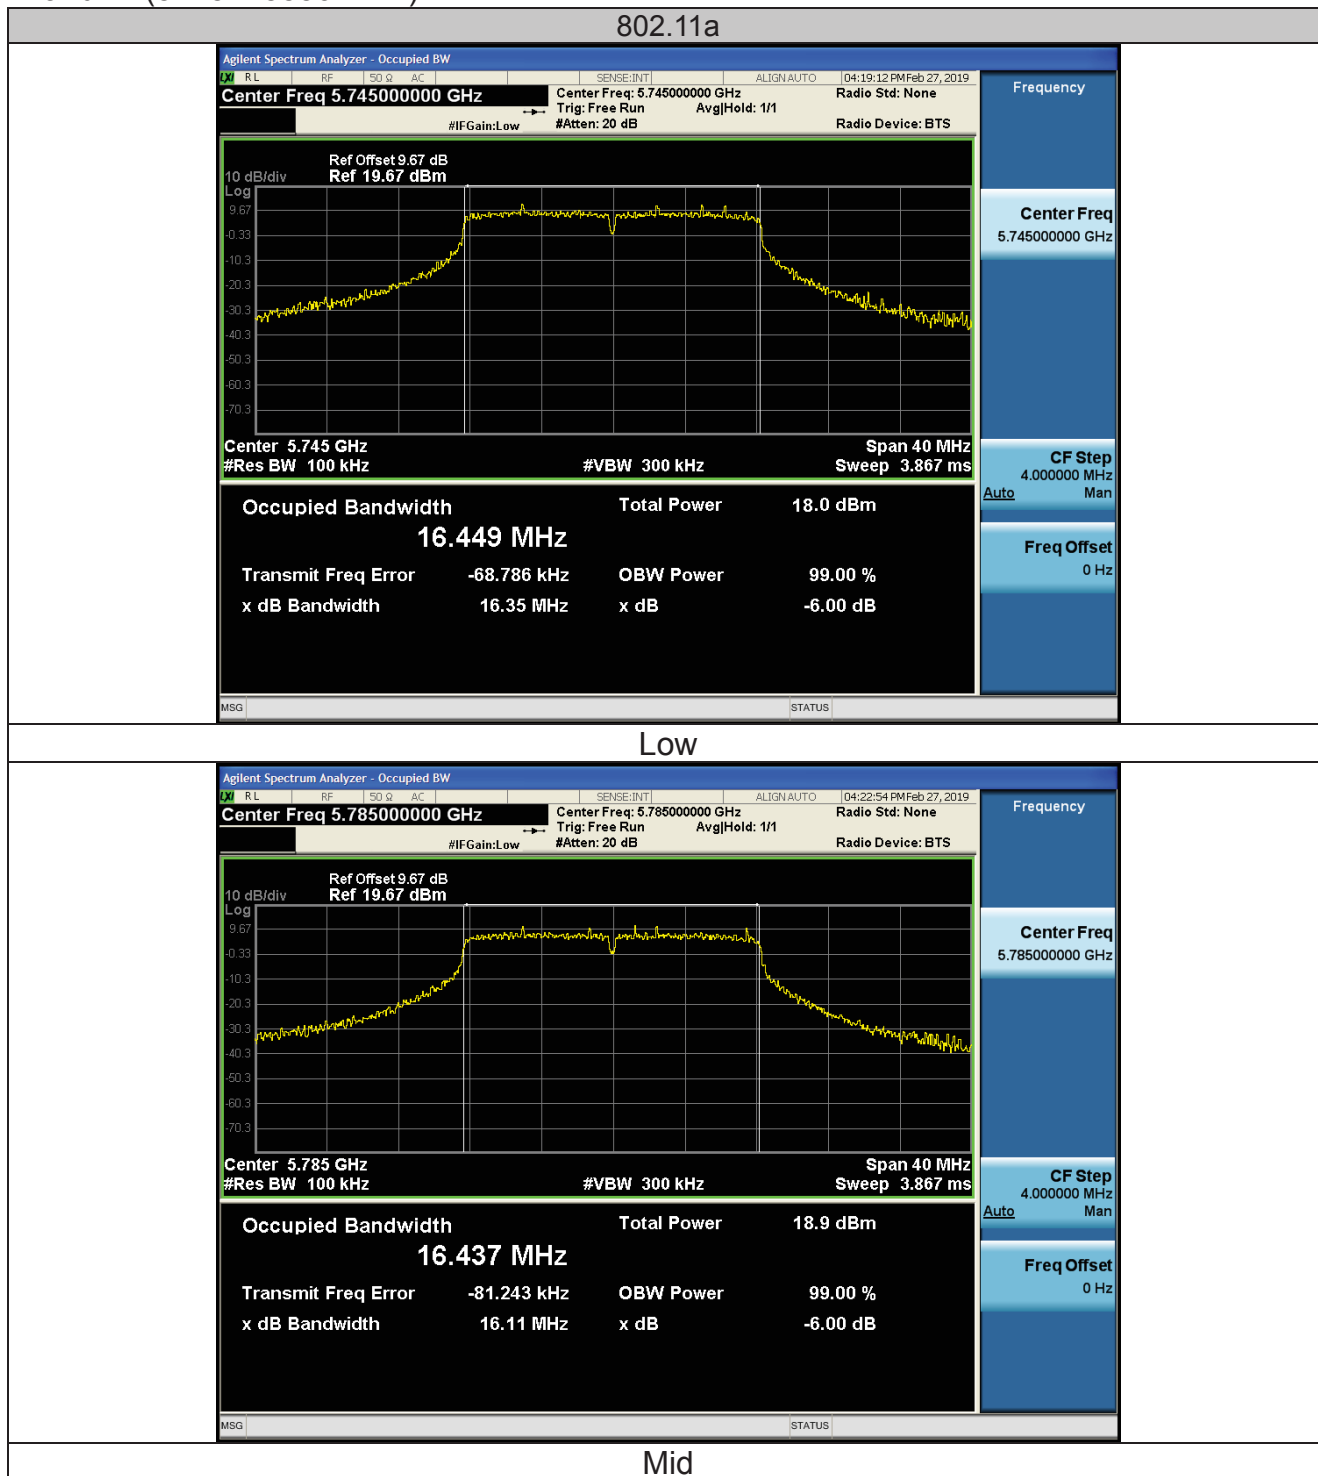 802.11a
Agilent Spectrum Analyzer - Occupied BW
LXI RL RF 50 Ω AC SENSE:INT ALIGN AUTO 04:19:12 PM Feb 27, 2019
Center Freq 5.745000000 GHz
Center Freq: 5.745000000 GHz
Radio Std: None
Trig: Free Run
Avg|Hold: 1/1
#IFGain:Low
#Atten: 20 dB
Radio Device: BTS
Frequency
Ref Offset 9.67 dB
10 dB/div Ref 19.67 dBm
Log
9.67
-0.33
-10.3
-20.3
-30.3
-40.3
-50.3
-60.3
-70.3
Center 5.745 GHz Span 40 MHz
#Res BW 100 kHz #VBW 300 kHz Sweep 3.867 ms
Center Freq
5.745000000 GHz
CF Step
4.000000 MHz
Auto Man
Freq Offset
0 Hz
Occupied Bandwidth Total Power 18.0 dBm
16.449 MHz
Transmit Freq Error -68.786 kHz OBW Power 99.00 %
x dB Bandwidth 16.35 MHz x dB -6.00 dB
MSG STATUS
Low
Agilent Spectrum Analyzer - Occupied BW
LXI RL RF 50 Ω AC SENSE:INT ALIGN AUTO 04:22:54 PM Feb 27, 2019
Center Freq 5.785000000 GHz
Center Freq: 5.785000000 GHz
Radio Std: None
Trig: Free Run
Avg|Hold: 1/1
#IFGain:Low
#Atten: 20 dB
Radio Device: BTS
Frequency
Ref Offset 9.67 dB
10 dB/div Ref 19.67 dBm
Log
9.67
-0.33
-10.3
-20.3
-30.3
-40.3
-50.3
-60.3
-70.3
Center 5.785 GHz Span 40 MHz
#Res BW 100 kHz #VBW 300 kHz Sweep 3.867 ms
Center Freq
5.785000000 GHz
CF Step
4.000000 MHz
Auto Man
Freq Offset
0 Hz
Occupied Bandwidth Total Power 18.9 dBm
16.437 MHz
Transmit Freq Error -81.243 kHz OBW Power 99.00 %
x dB Bandwidth 16.11 MHz x dB -6.00 dB
MSG STATUS
Mid